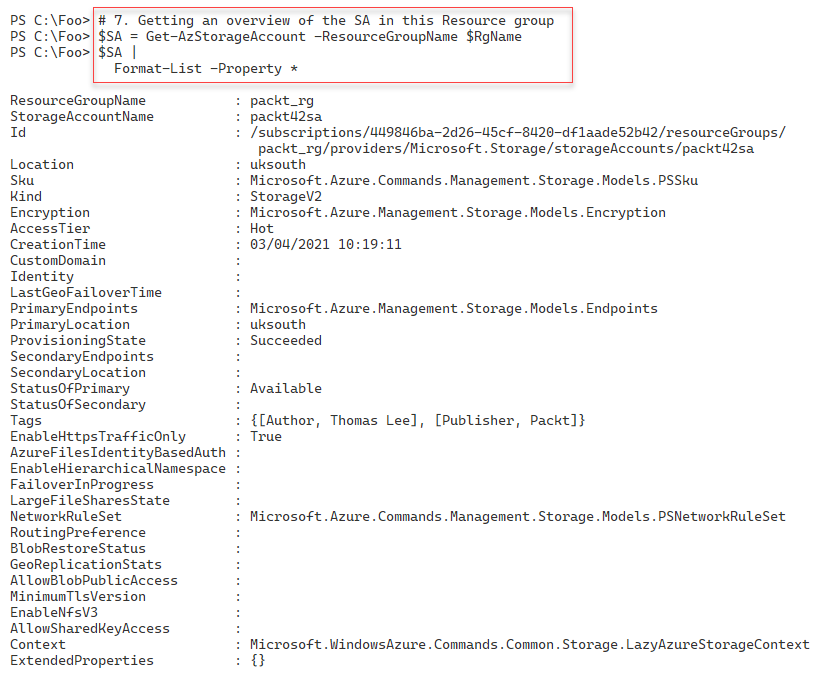 PS C:\Foo> # 7. Getting an overview of the SA in this Resource group
PS C:\Foo> $SA = Get-AzStorageAccount -ResourceGroupName $RgName
PS C:\Foo> $SA |
Format-List -Property *
ResourceGroupName : packt_rg
StorageAccountName : packt42sa
Id : /subscriptions/449846ba-2d26-45cf-8420-df1aade52b42/resourceGroups/
packt_rg/providers/Microsoft.Storage/storageAccounts/packt42sa
Location : uksouth
Sku : Microsoft.Azure.Commands.Management.Storage.Models.PSSku
Kind : StorageV2
Encryption : Microsoft.Azure.Management.Storage.Models.Encryption
AccessTier : Hot
CreationTime : 03/04/2021 10:19:11
CustomDomain :
Identity :
LastGeoFailoverTime :
PrimaryEndpoints : Microsoft.Azure.Management.Storage.Models.Endpoints
PrimaryLocation : uksouth
ProvisioningState : Succeeded
SecondaryEndpoints :
SecondaryLocation :
StatusOfPrimary : Available
StatusOfSecondary :
Tags : {[Author, Thomas Lee], [Publisher, Packt]}
EnableHttpsTrafficOnly : True
AzureFilesIdentityBasedAuth :
EnableHierarchicalNamespace :
FailoverInProgress :
LargeFileSharesState :
NetworkRuleSet : Microsoft.Azure.Commands.Management.Storage.Models.PSNetworkRuleSet
RoutingPreference :
BlobRestoreStatus :
GeoReplicationStats :
AllowBlobPublicAccess :
MinimumTlsVersion :
EnableNfsV3 :
AllowSharedKeyAccess :
Context : Microsoft.WindowsAzure.Commands.Common.Storage.LazyAzureStorageContext
ExtendedProperties : {}